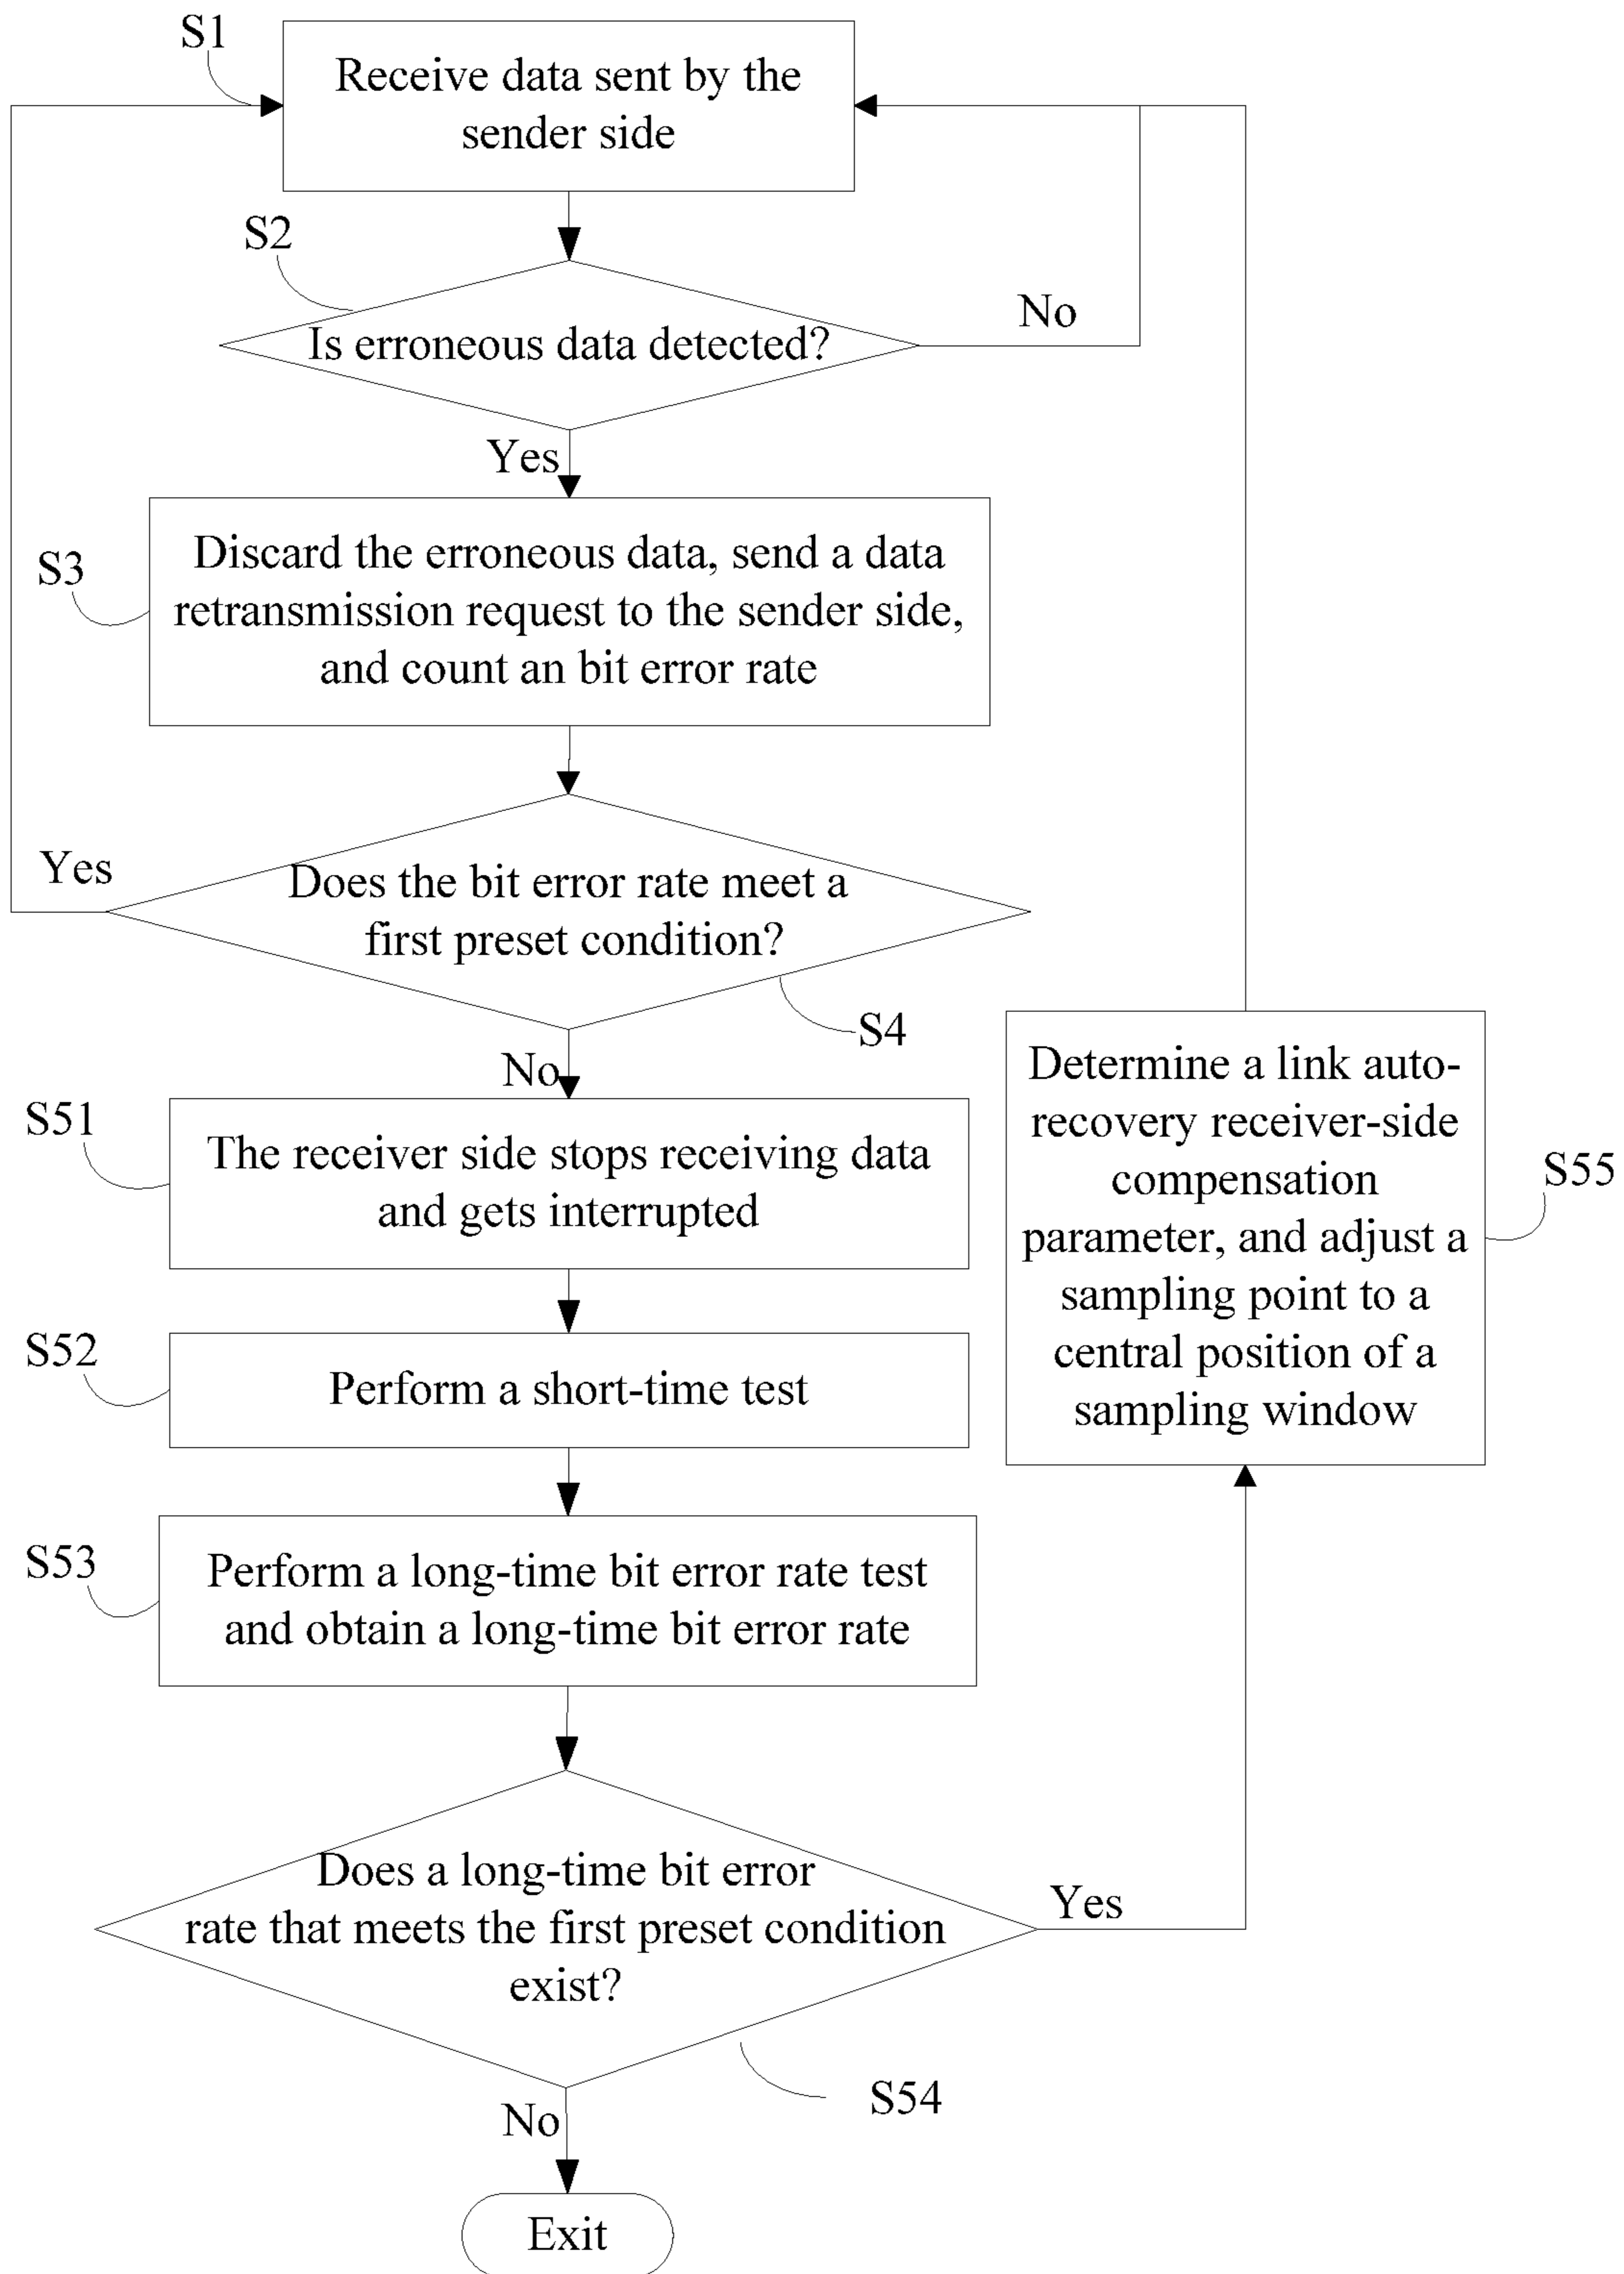 S1
Receive data sent by the
sender side
S2
Is erroneous data detected?
No
Yes
S3
Discard the erroneous data, send a data
retransmission request to the sender side,
and count an bit error rate
Yes
Does the bit error rate meet a
first preset condition?
S4
No
S51
The receiver side stops receiving data
and gets interrupted
S52
Perform a short-time test
S53
Perform a long-time bit error rate test
and obtain a long-time bit error rate
Determine a link auto-
recovery receiver-side
compensation
parameter, and adjust a
sampling point to a
central position of a
sampling window
S55
Does a long-time bit error
rate that meets the first preset condition
exist?
Yes
S54
No
Exit